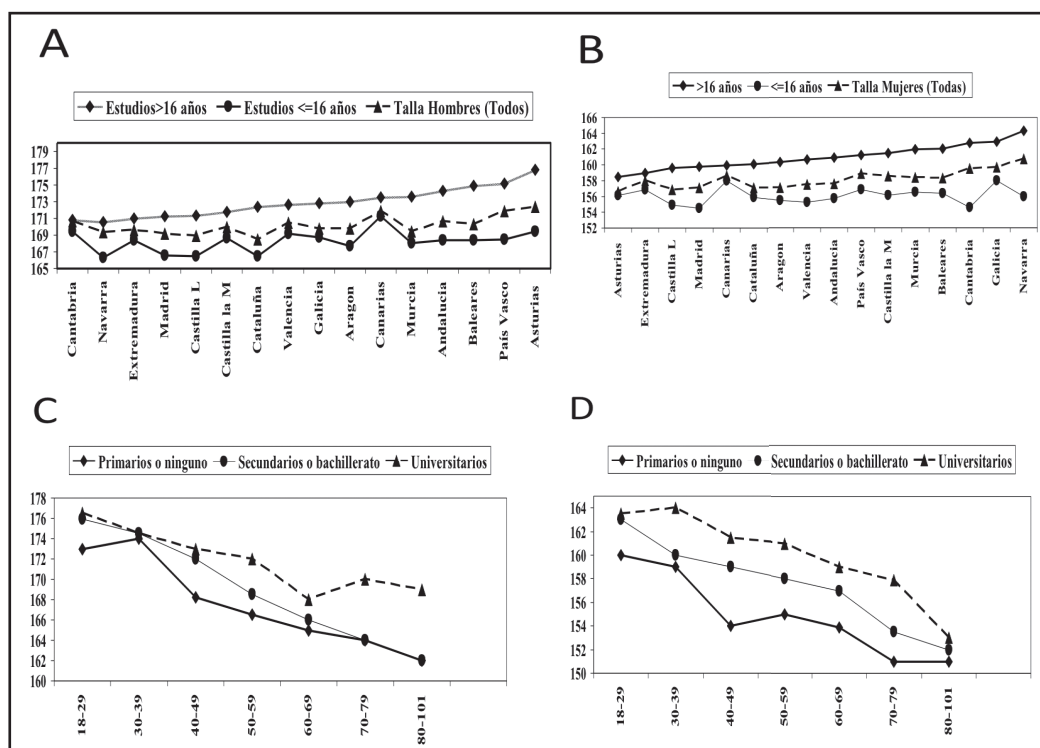 A
Estudios>16 años Estudios <=16 años Talla Hombres (Todos)
179
177
175
173
171
169
167
165
Cantabria
Navarra
Extremadura
Madrid
Castilla L
Castilla la M
Cataluña
Valencia
Galicia
Aragon
Canarias
Murcia
Andalucia
Baleares
País Vasco
Asturias
B
>16 años <=16 años Talla Mujeres (Todas)
166
164
162
160
158
156
154
152
Asturias
Extremadura
Castilla L
Madrid
Canarias
Cataluña
Aragon
Valencia
Andalucia
País Vasco
Castilla la M
Murcia
Baleares
Cantabria
Galicia
Navarra
C
Primarios o ninguno Secundarios o bachillerato Universitarios
178
176
174
172
170
168
166
164
162
160
18-29
30-39
40-49
50-59
60-69
70-79
80-101
D
Primarios o ninguno Secundarios o bachillerato Universitarios
164
162
160
158
156
154
152
150
18-29
30-39
40-49
50-59
60-69
70-79
80-101